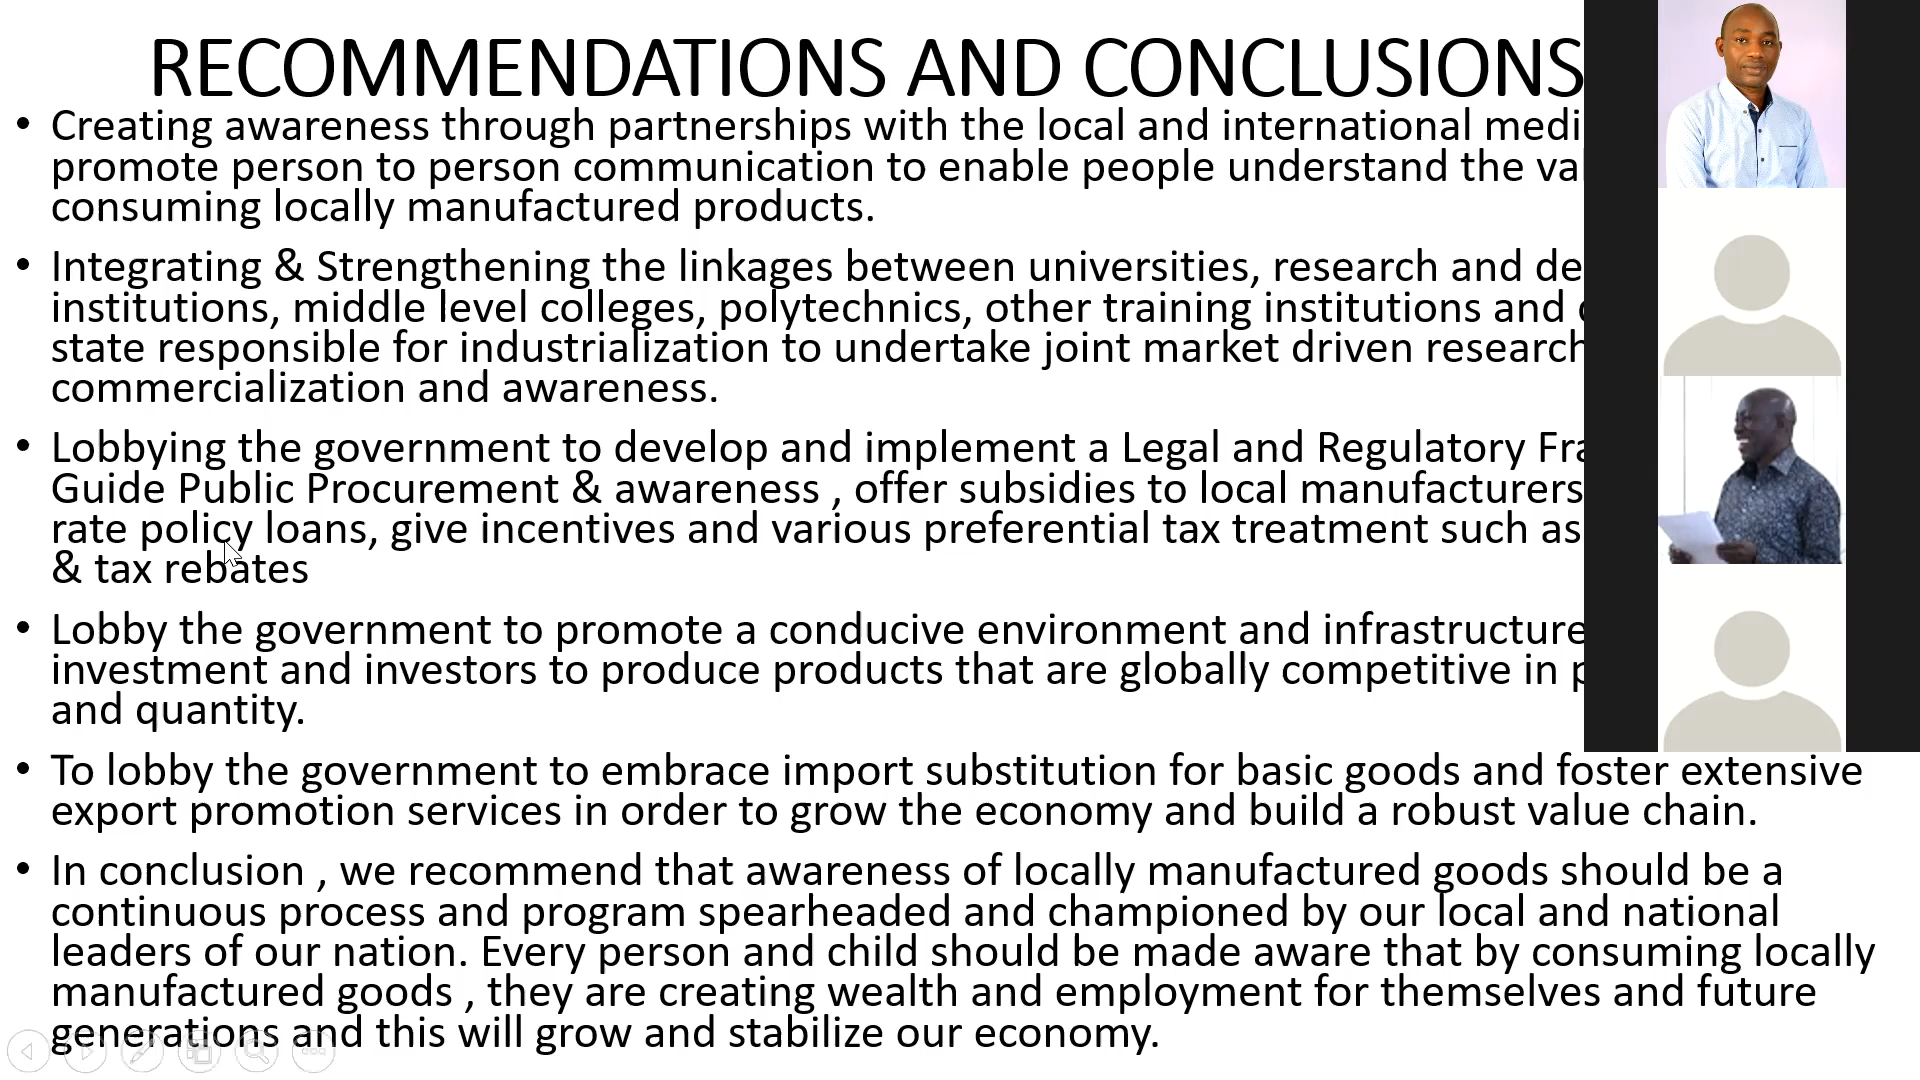 RECOMMENDATIONS AND CONCLUSIONS
• Creating awareness through partnerships with the local and international
promote person to person communication to enable people understand the
consuming locally manufactured products.
• Integrating & Strengthening the linkages between universities, research and
institutions, middle level colleges, polytechnics, other training institutions and
state responsible for industrialization to undertake joint market driven research
commercialization and awareness.
• Lobbying the government to develop and implement a Legal and Regulatory
Guide Public Procurement & awareness , offer subsidies to local manufacturers
rate policy loans, give incentives and various preferential tax treatment such as
& tax rebates
• Lobby the government to promote a conducive environment and infrastructure
investment and investors to produce products that are globally competitive in
and quantity.
• To lobby the government to embrace import substitution for basic goods and foster extensive
export promotion services in order to grow the economy and build a robust value chain.
• In conclusion , we recommend that awareness of locally manufactured goods should be a
continuous process and program spearheaded and championed by our local and national
leaders of our nation. Every person and child should be made aware that by consuming locally
manufactured goods , they are creating wealth and employment for themselves and future
generations and this will grow and stabilize our economy.